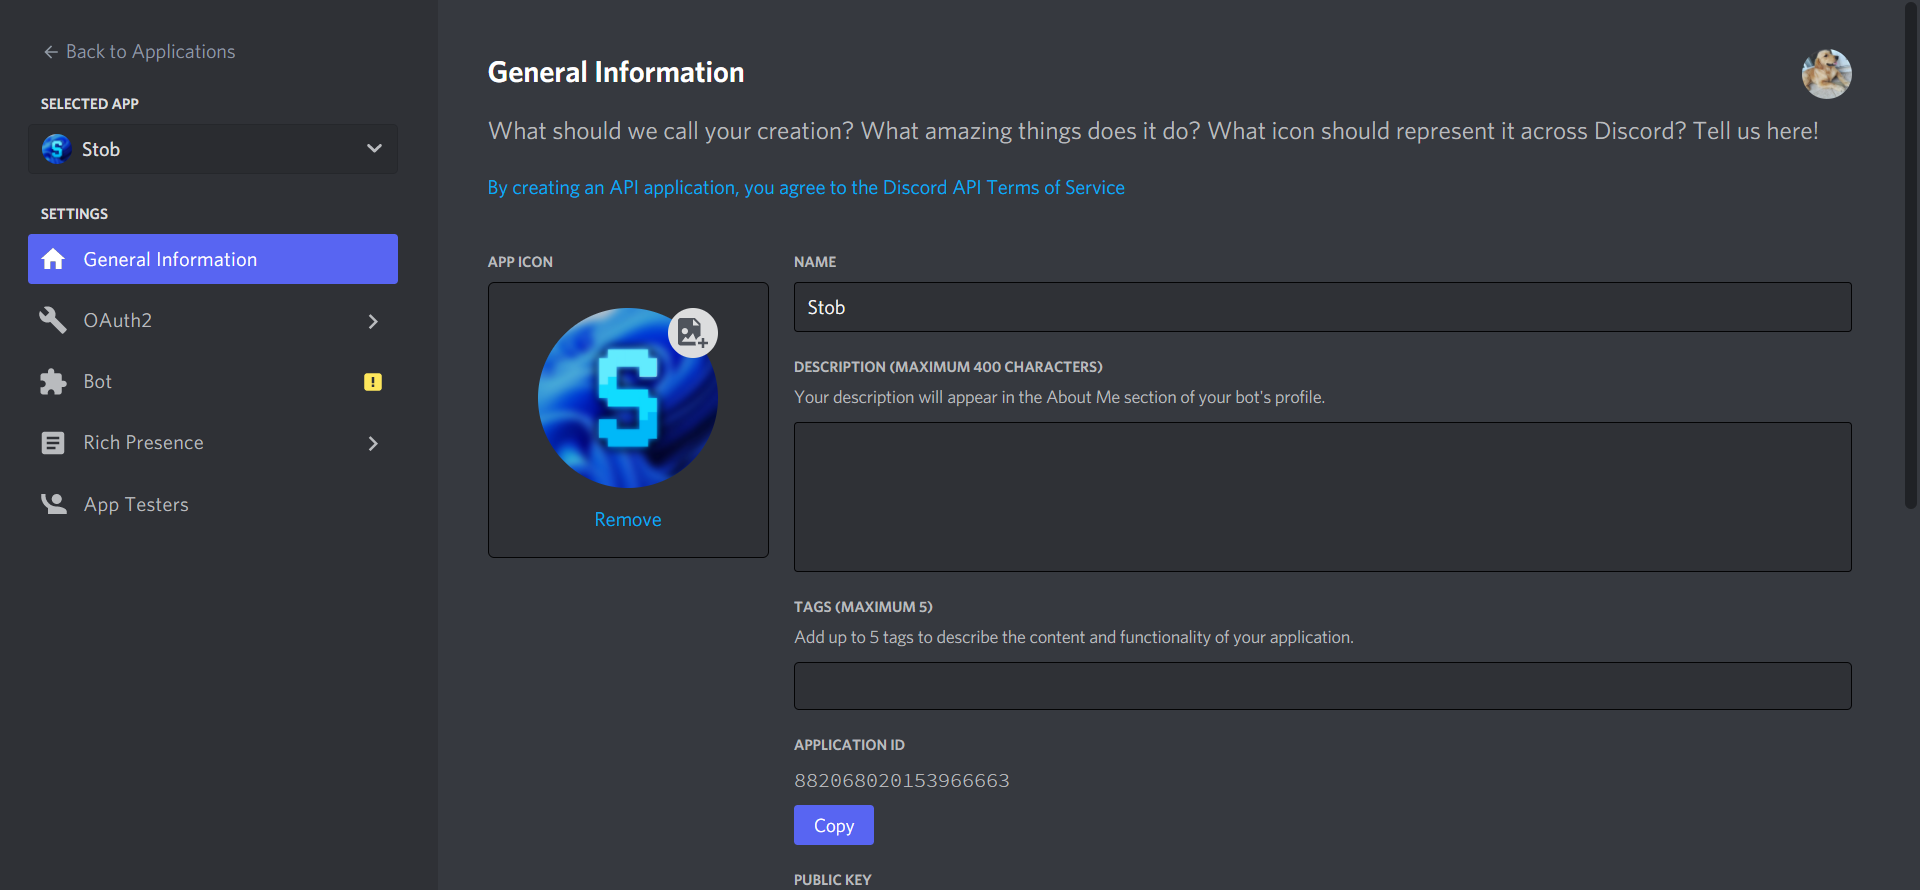 Back to Applications
SELECTED APP
S
Stob
SETTINGS
General Information
OAuth2
Bot
!
Rich Presence
App Testers
General Information
What should we call your creation? What amazing things does it do? What icon should represent it across Discord? Tell us here!
By creating an API application, you agree to the Discord API Terms of Service
APP ICON
S
Remove
NAME
Stob
DESCRIPTION (MAXIMUM 400 CHARACTERS)
Your description will appear in the About Me section of your bot's profile.
TAGS (MAXIMUM 5)
Add up to 5 tags to describe the content and functionality of your application.
APPLICATION ID
882068020153966663
Copy
PUBLIC KEY